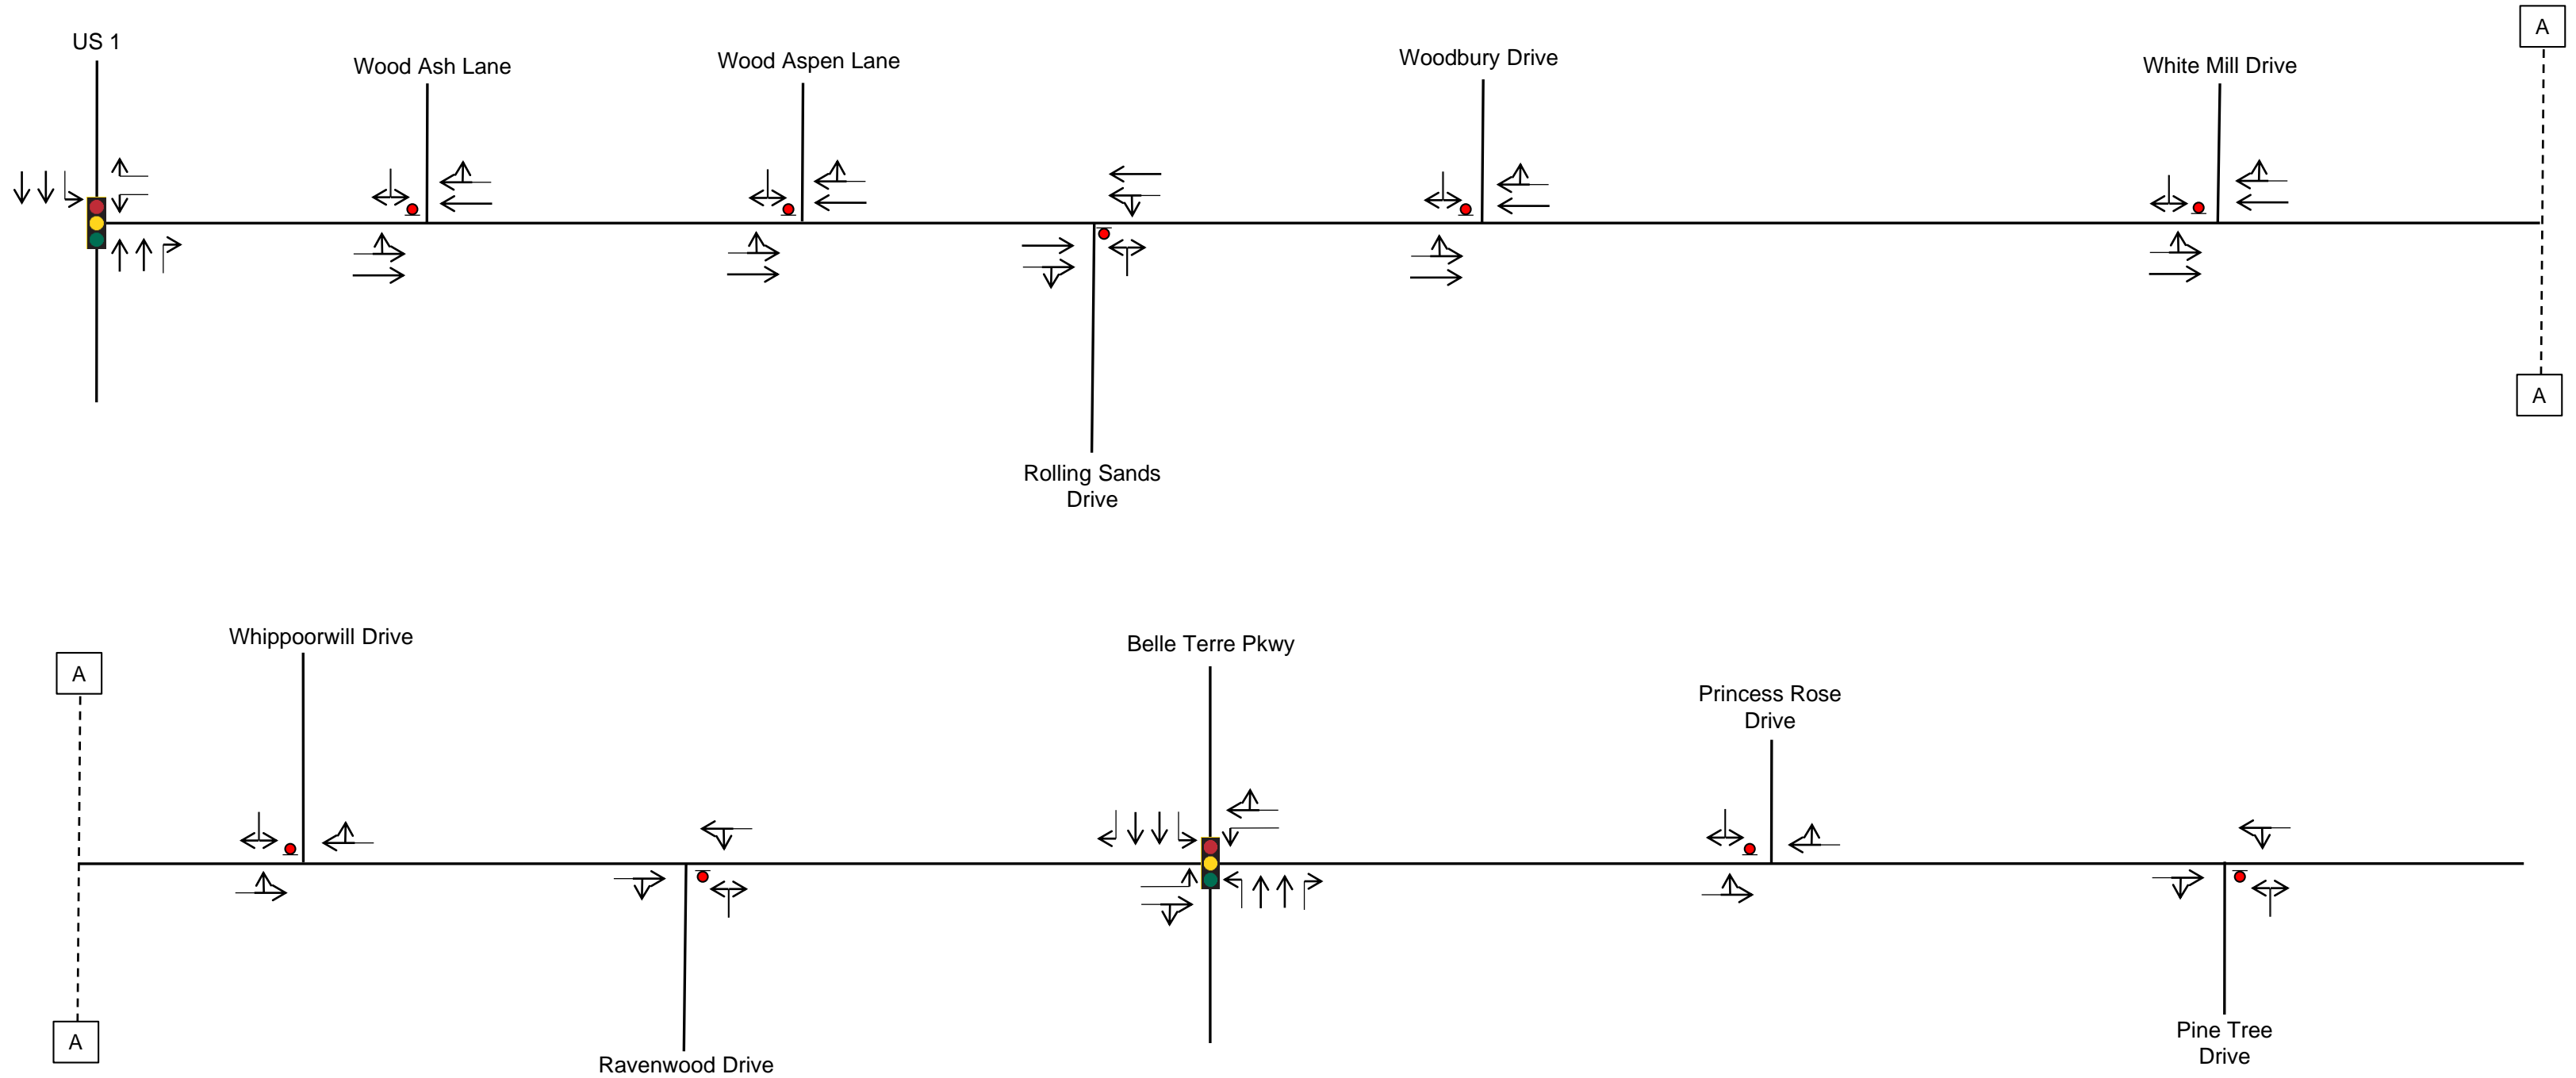 US 1
Wood Ash Lane
Wood Aspen Lane
Woodbury Drive
White Mill Drive
A
A
Rolling Sands
Drive
Whippoorwill Drive
Belle Terre Pkwy
A
Princess Rose
Drive
A
Ravenwood Drive
Pine Tree
Drive